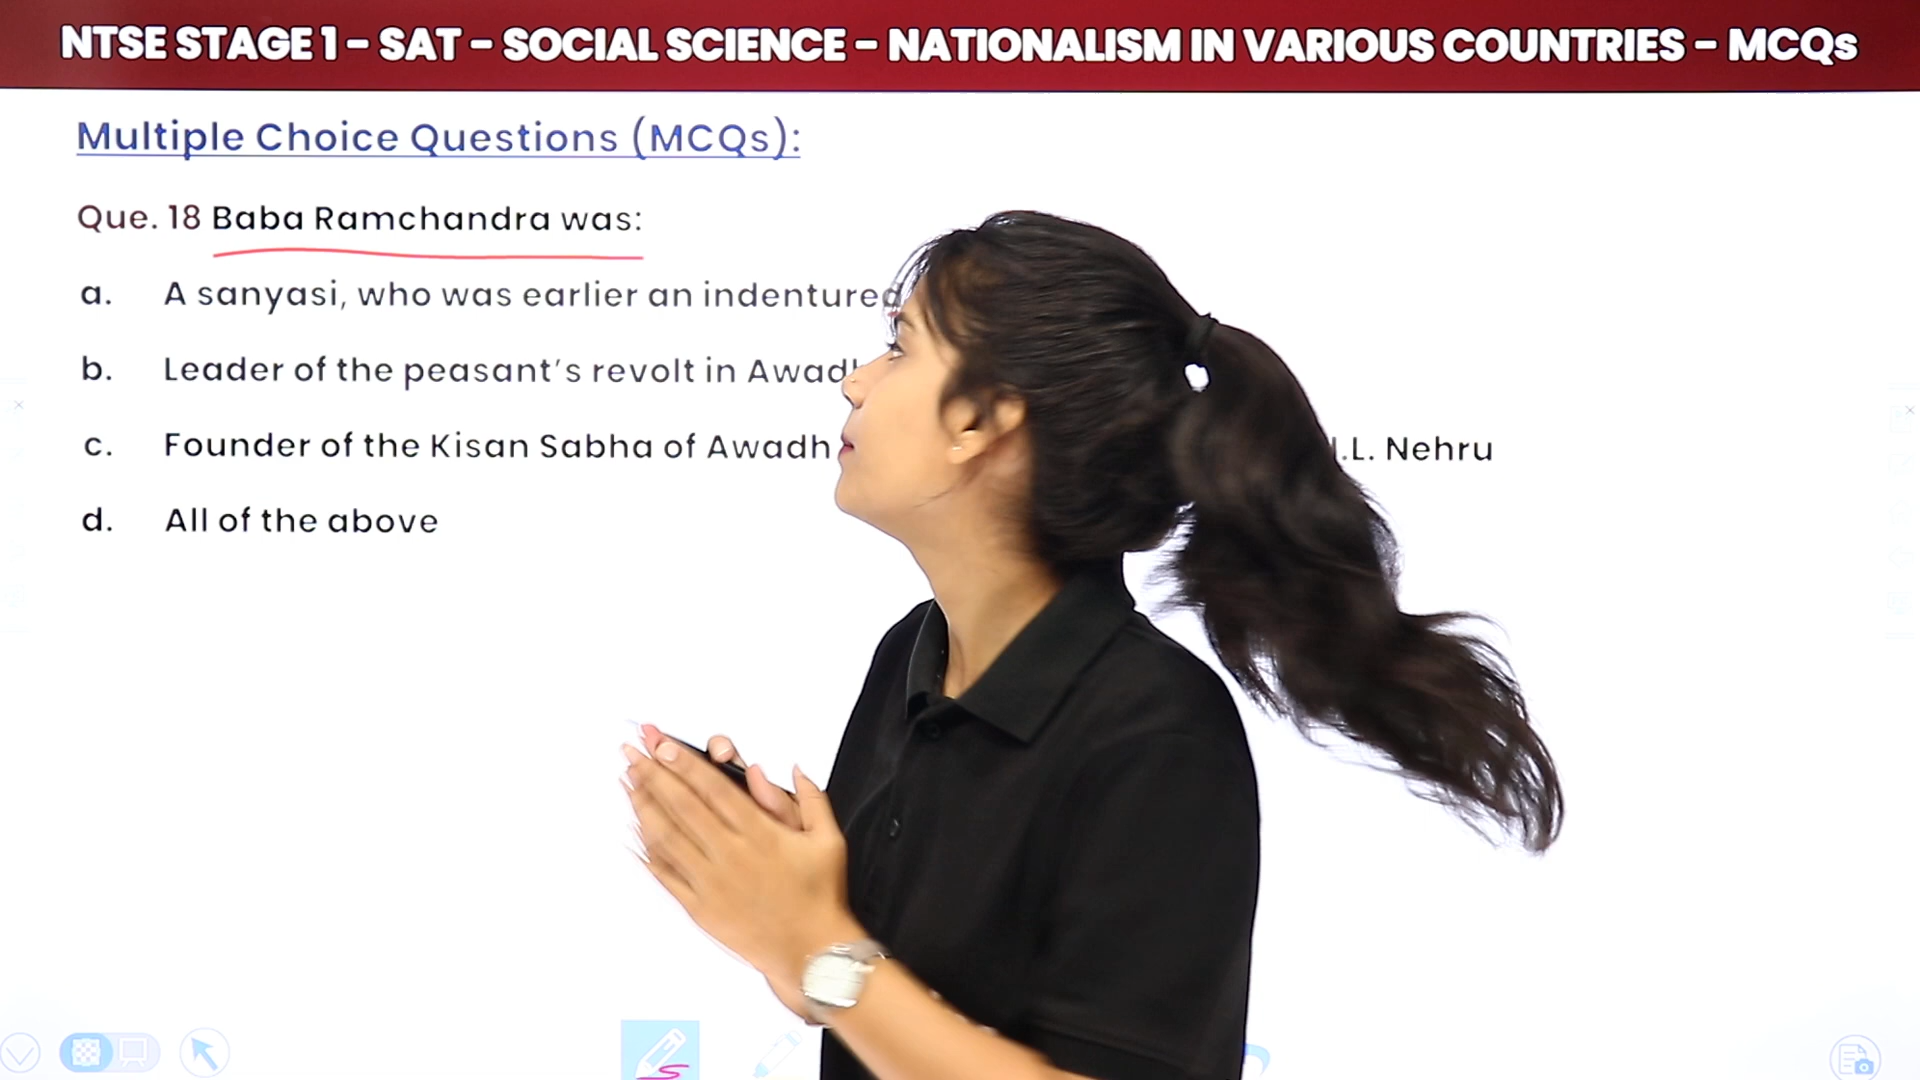 NTSE STAGE 1 – SAT – SOCIAL SCIENCE – NATIONALISM IN VARIOUS COUNTRIES – MCQs
Multiple Choice Questions (MCQs):
Que. 18 Baba Ramchandra was:
a. A sanyasi, who was earlier an indentured
b. Leader of the peasant's revolt in Awadh
c. Founder of the Kisan Sabha of Awadh .L. Nehru
d. All of the above